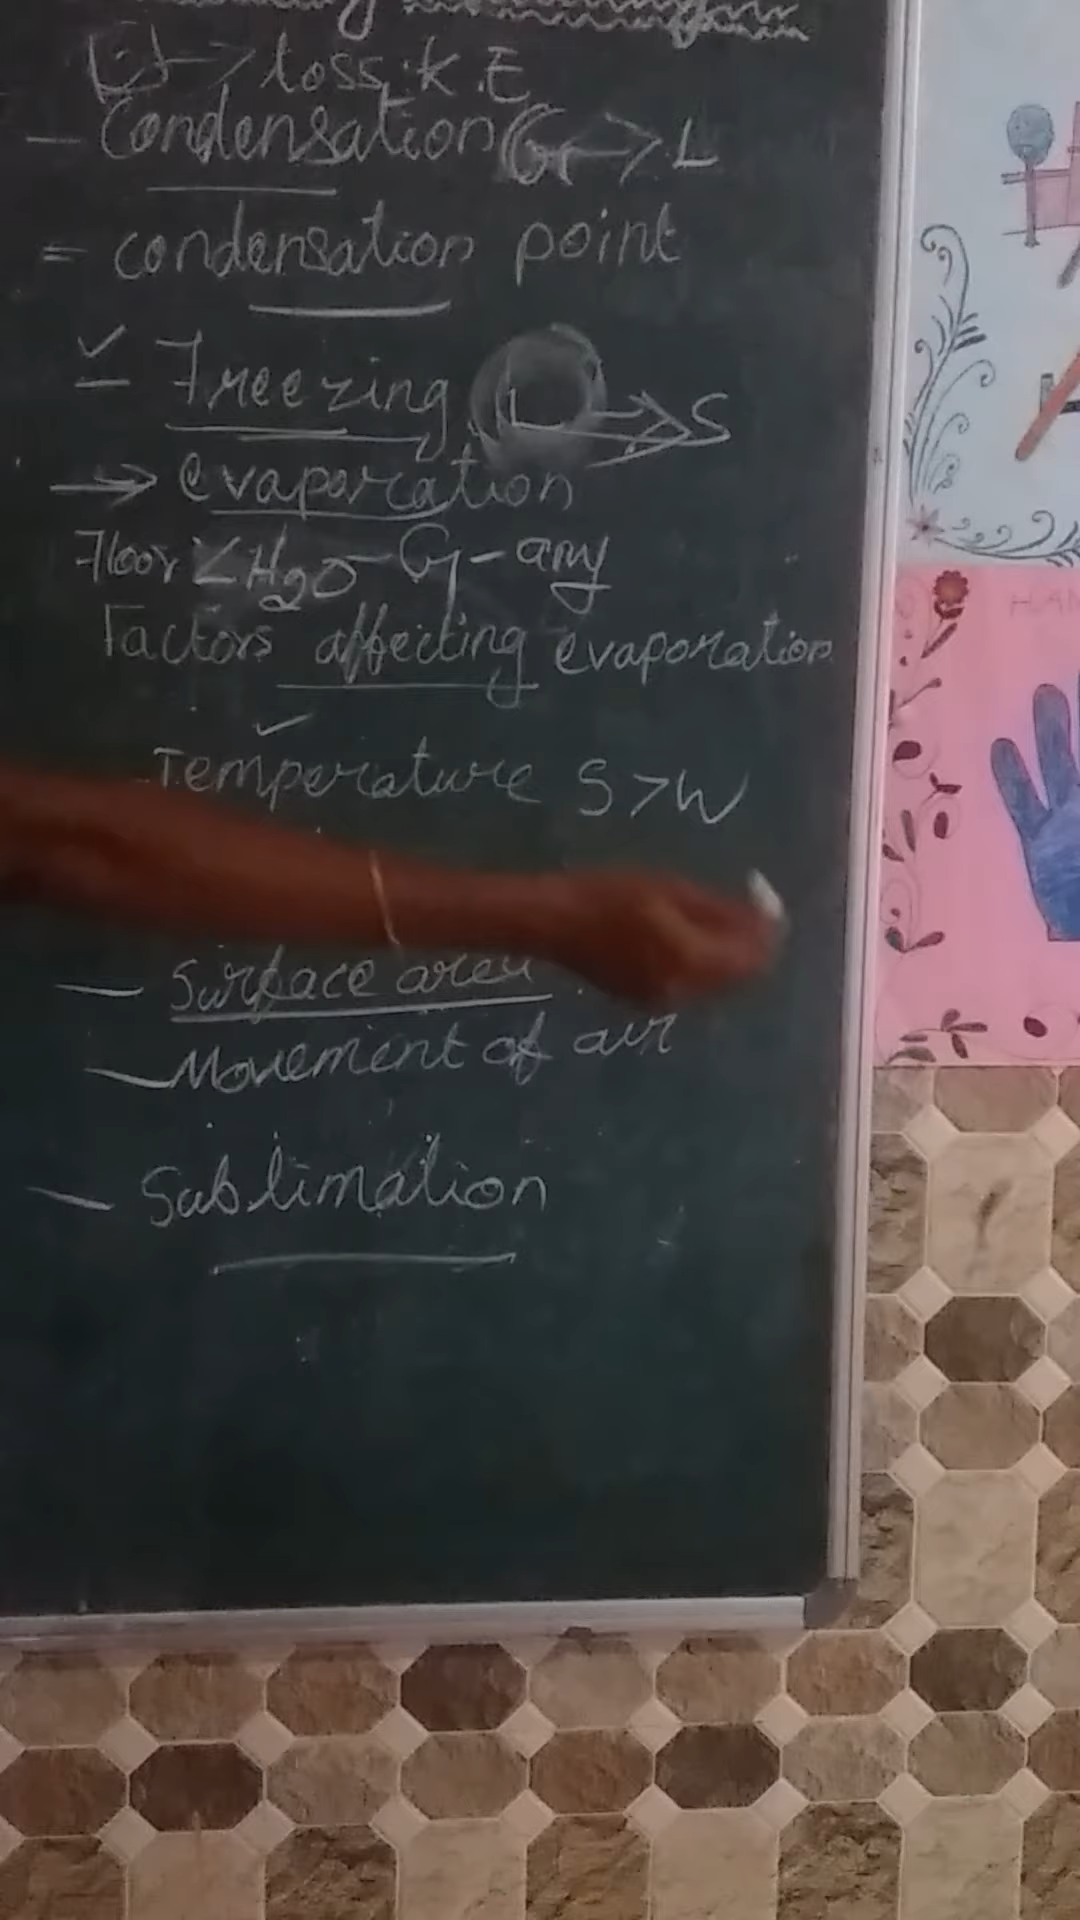 → loss K.E
– Condensation G → L
= condensation point
– Freezing L → S
→ evaporation
Floor < H2O G – any
Factors affecting evaporation
Temperature S > W
– Surface area
– Movement of air
– Sublimation
HAN